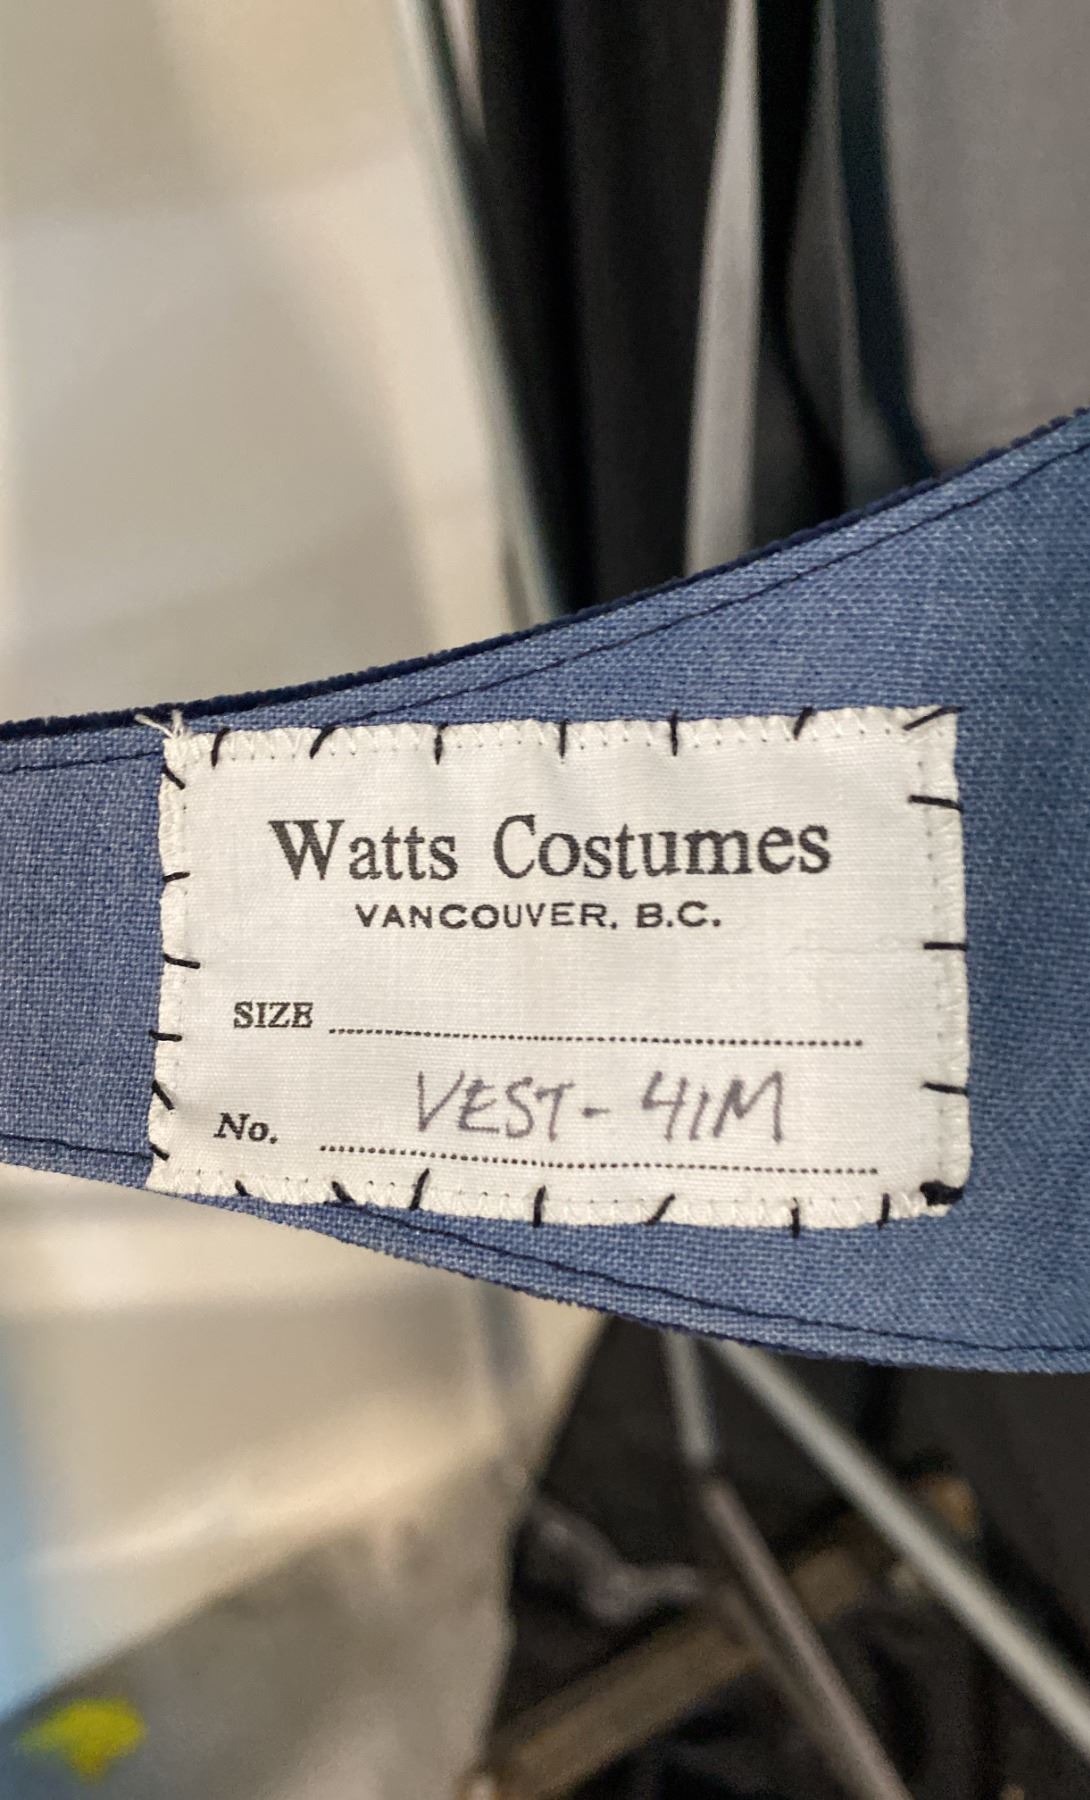 Watts Costumes
VANCOUVER, B.C.
SIZE
No. VEST - 41M